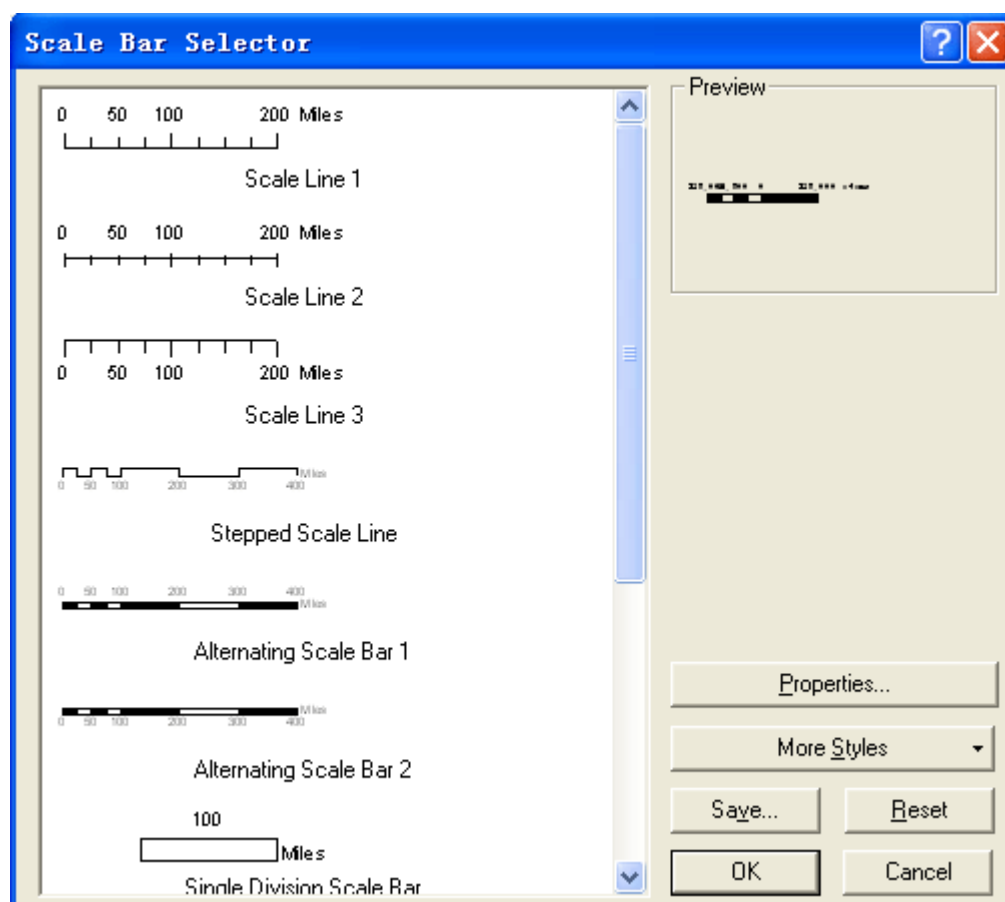 Scale Bar Selector
0 50 100 200 Miles
Scale Line 1
0 50 100 200 Miles
Scale Line 2
0 50 100 200 Miles
Scale Line 3
Miles
0 50 100 200 300 400
Stepped Scale Line
0 50 100 200 300 400
Miles
Alternating Scale Bar 1
Miles
0 50 100 200 300 400
Alternating Scale Bar 2
100
Miles
Single Division Scale Bar
Preview
Properties...
More Styles
Save...
Reset
OK
Cancel